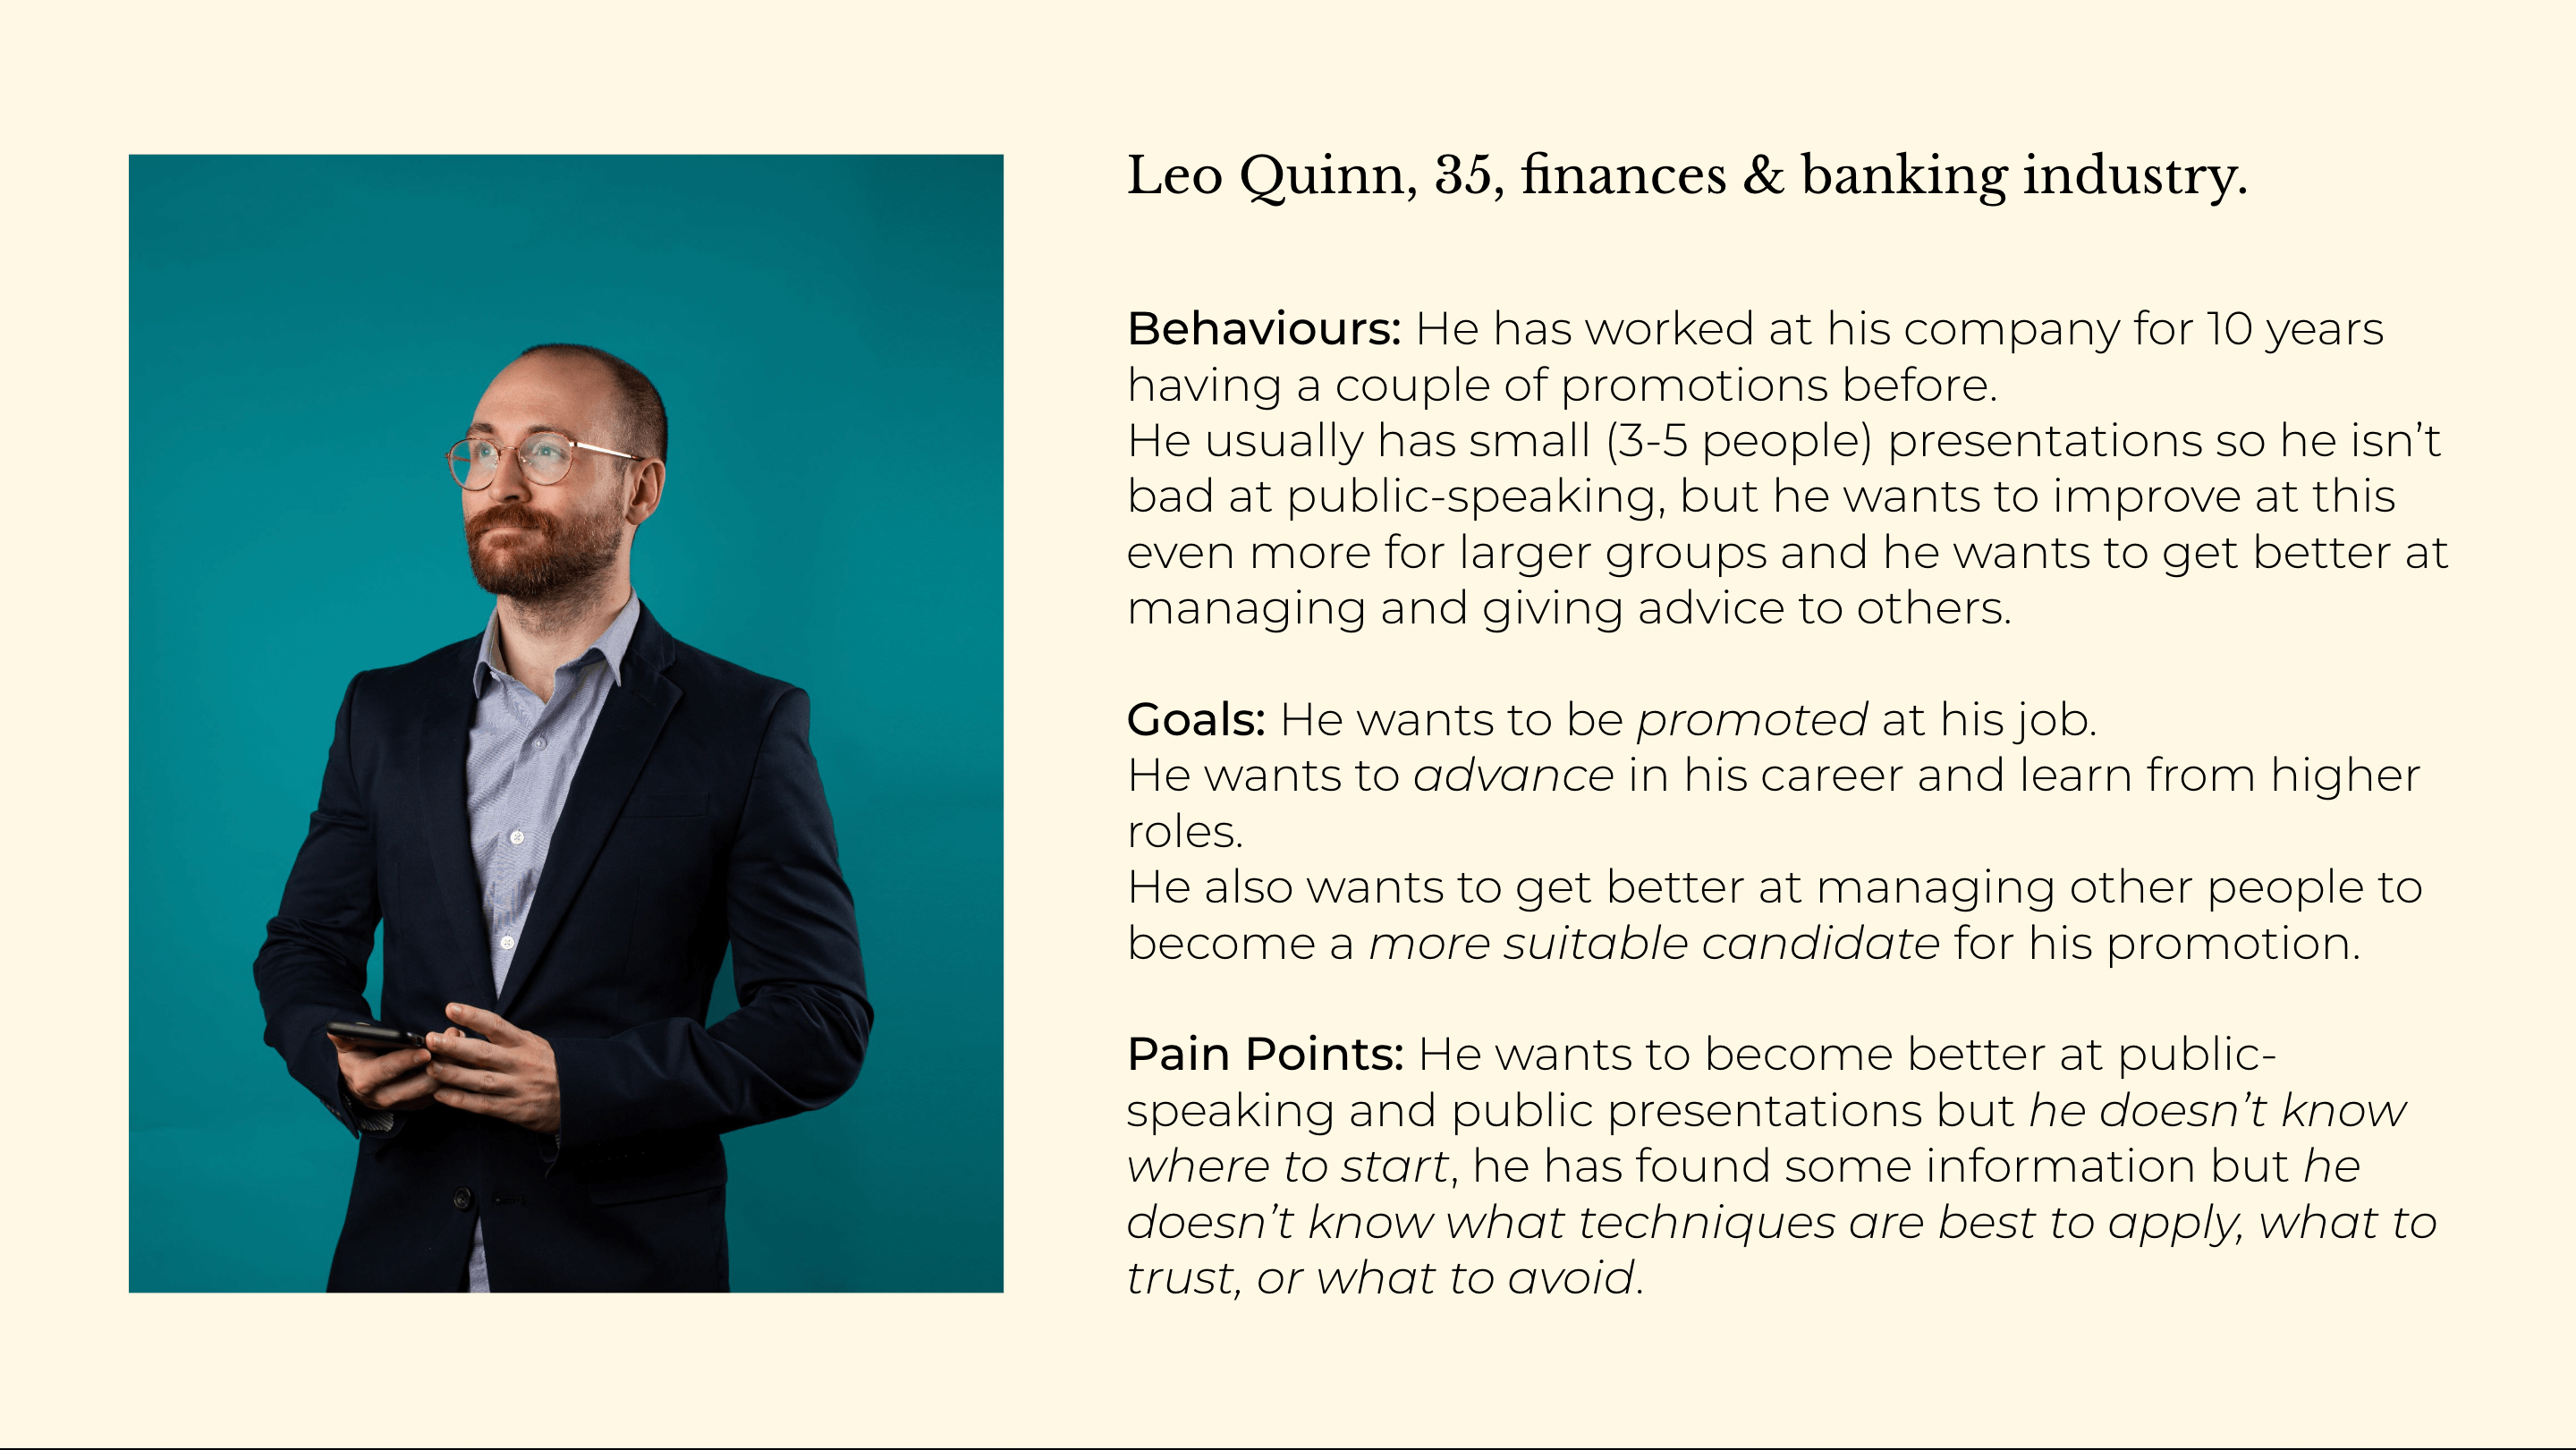 Leo Quinn, 35, finances & banking industry.
Behaviours: He has worked at his company for 10 years
having a couple of promotions before.
He usually has small (3-5 people) presentations so he isn’t
bad at public-speaking, but he wants to improve at this
even more for larger groups and he wants to get better at
managing and giving advice to others.
Goals: He wants to be promoted at his job.
He wants to advance in his career and learn from higher
roles.
He also wants to get better at managing other people to
become a more suitable candidate for his promotion.
Pain Points: He wants to become better at public-
speaking and public presentations but he doesn’t know
where to start, he has found some information but he
doesn’t know what techniques are best to apply, what to
trust, or what to avoid.